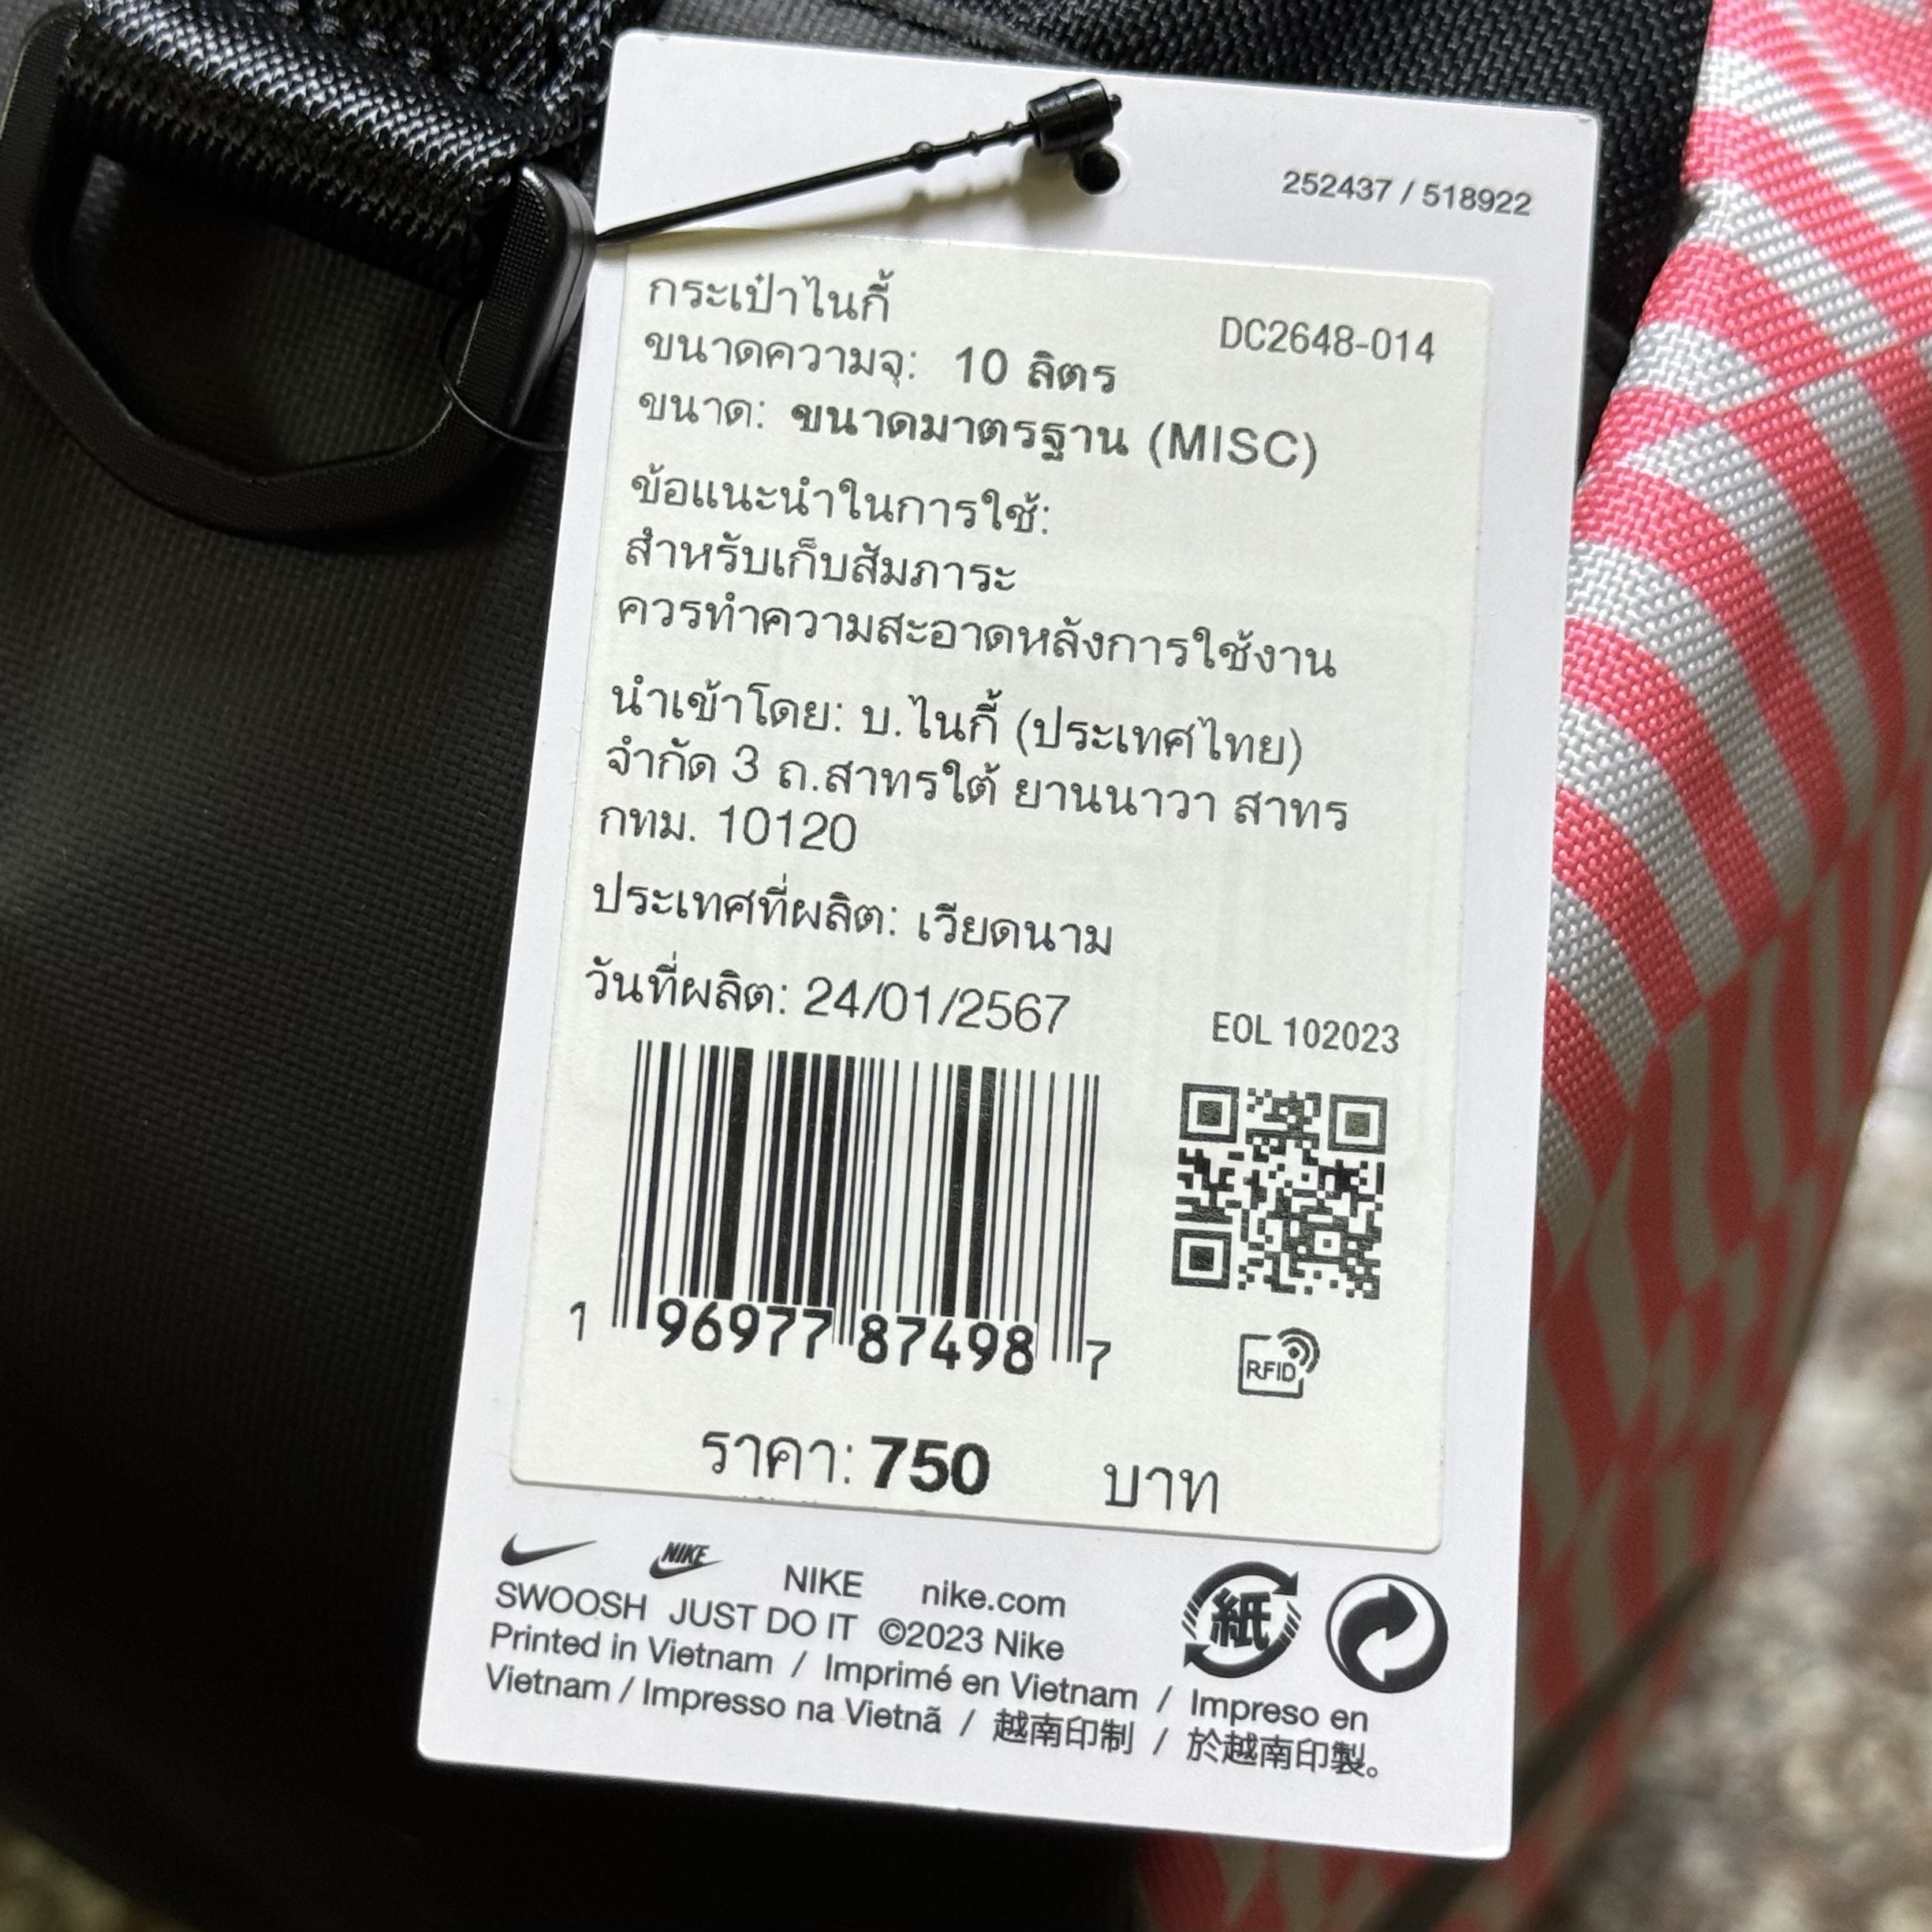 252437 / 518922
กระเป๋าไนกี้
DC2648-014
ขนาดความจุ: 10 ลิตร
ขนาด: ขนาดมาตรฐาน (MISC)
ข้อแนะนำในการใช้:
สำหรับเก็บสัมภาระ
ควรทำความสะอาดหลังการใช้งาน
นำเข้าโดย: บ.ไนกี้ (ประเทศไทย)
จำกัด 3 ถ.สาทรใต้ ยานนาวา สาทร
กทม. 10120
ประเทศที่ผลิต: เวียดนาม
วันที่ผลิต: 24/01/2567
EOL 102023
1 96977 87498 7
RFID
ราคา: 750 บาท
NIKE NIKE nike.com
SWOOSH JUST DO IT ©2023 Nike
Printed in Vietnam / Imprimé en Vietnam / Impreso en
Vietnam / Impresso na Vietnã / 越南印制 / 於越南印製。
紙